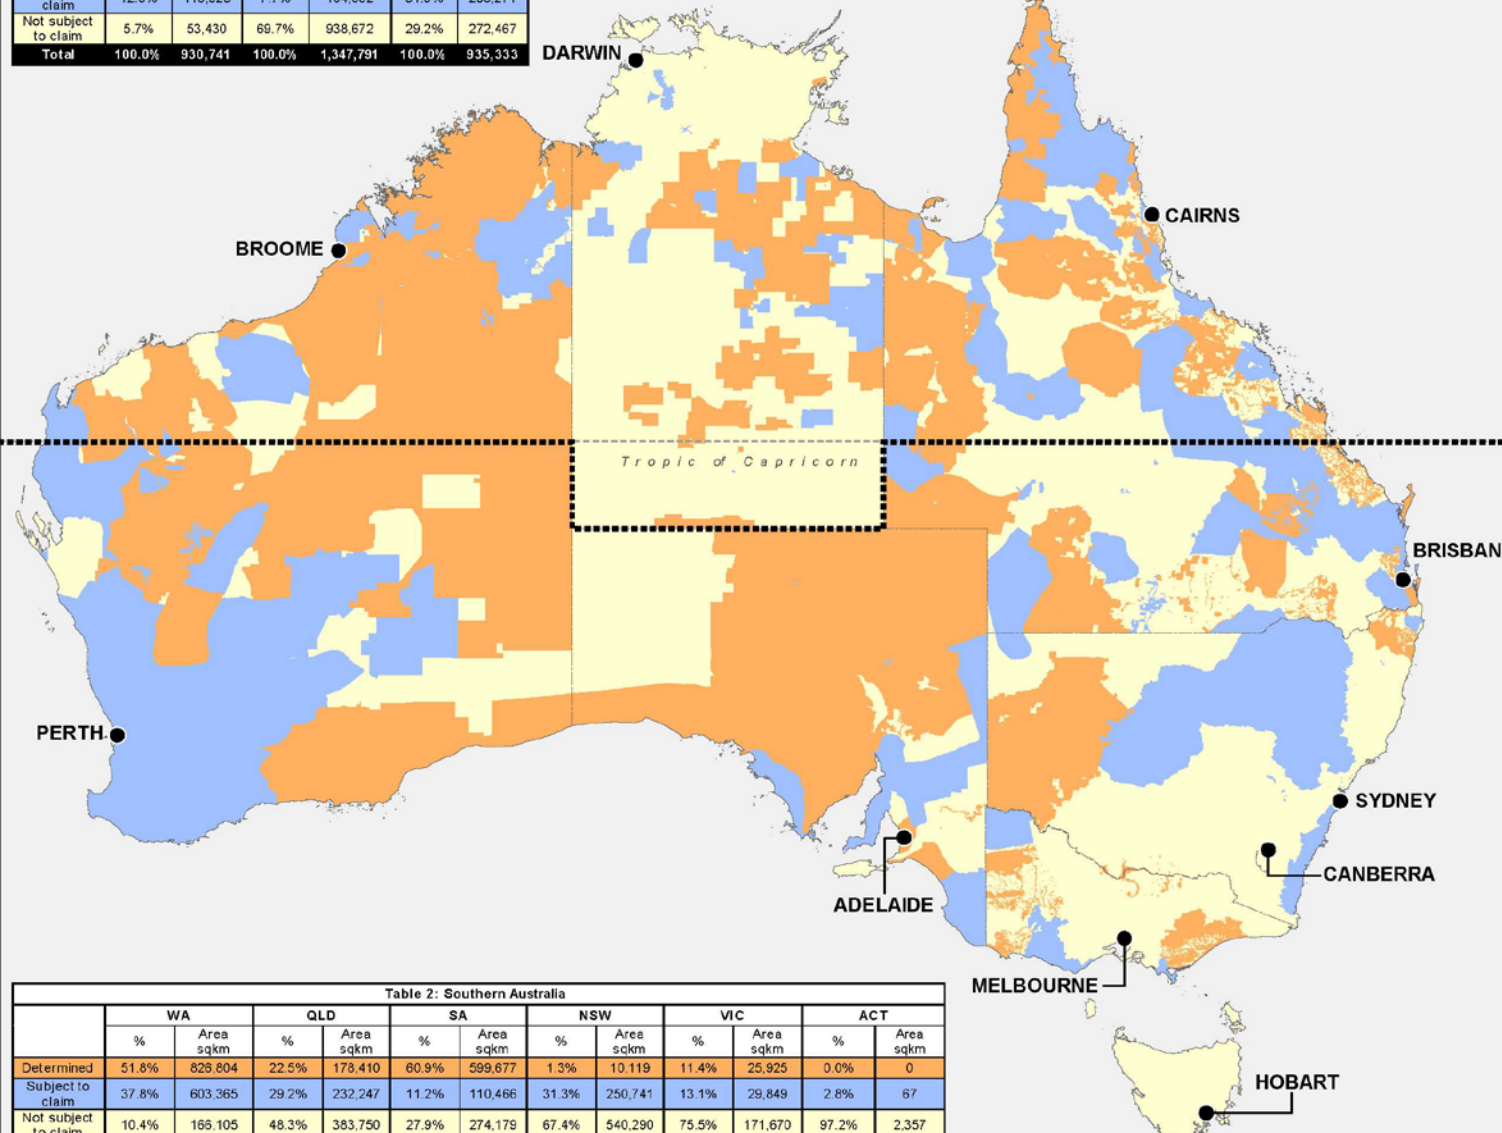 claim
Not subject to claim 5.7% 53,430 69.7% 938,672 29.2% 272,467
Total 100.0% 930,741 100.0% 1,347,791 100.0% 935,333
DARWIN
CAIRNS
BROOME
Tropic of Capricorn
BRISBAN
PERTH
SYDNEY
CANBERRA
ADELAIDE
MELBOURNE
HOBART
Table 2: Southern Australia
WA QLD SA NSW VIC ACT
% Area sqkm % Area sqkm % Area sqkm % Area sqkm % Area sqkm % Area sqkm
Determined 51.8% 826,804 22.5% 178,410 60.9% 599,677 1.3% 10,119 11.4% 25,925 0.0% 0
Subject to claim 37.8% 603,365 29.2% 232,247 11.2% 110,466 31.3% 250,741 13.1% 29,849 2.8% 67
Not subject to claim 10.4% 166,105 48.3% 383,750 27.9% 274,179 67.4% 540,290 75.5% 171,670 97.2% 2,357